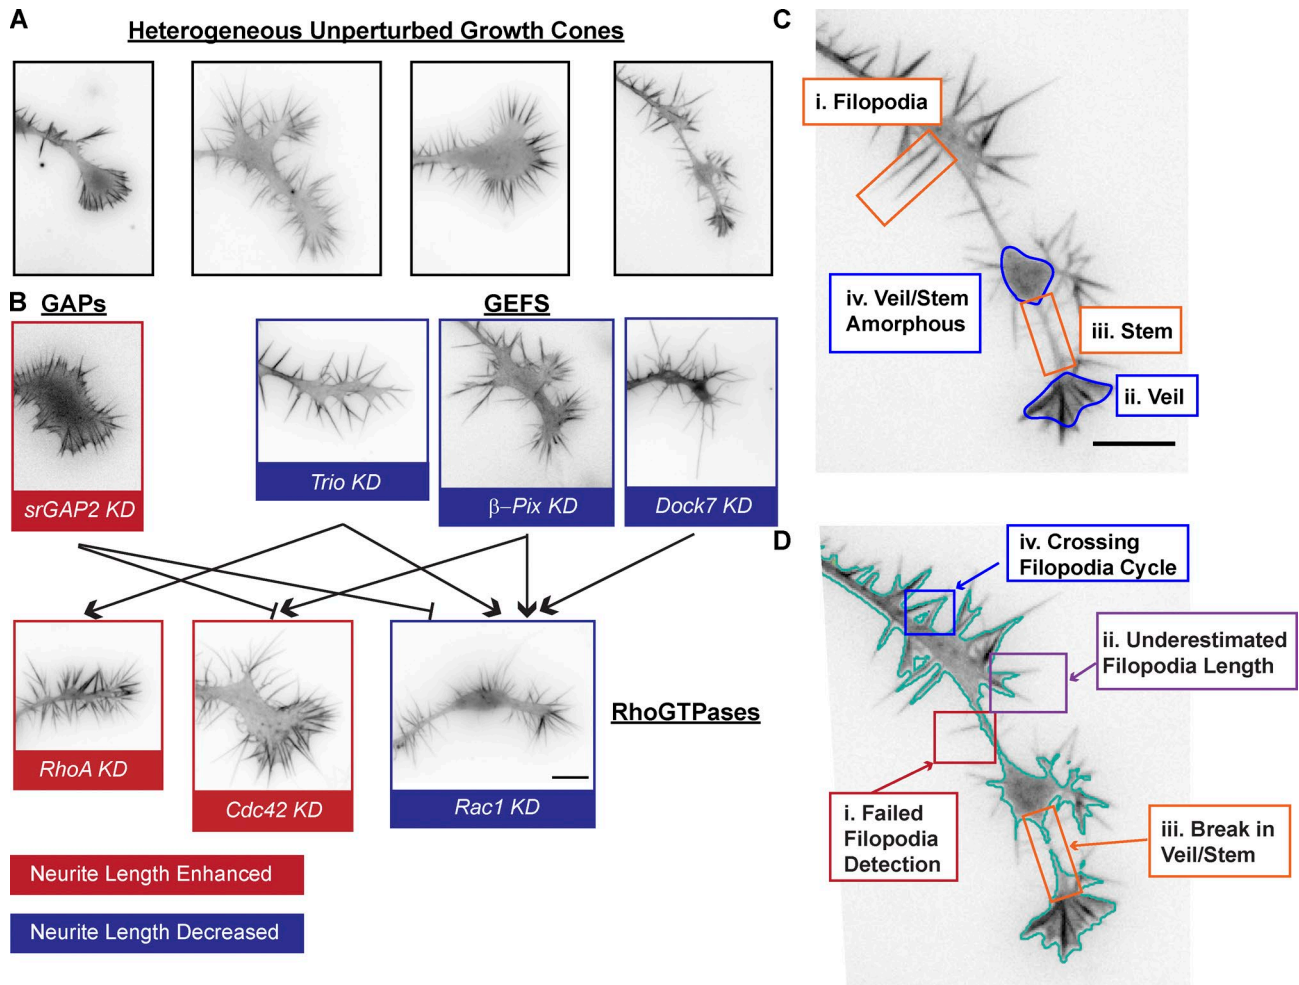 A
Heterogeneous Unperturbed Growth Cones
B
GAPs
GEFS
srGAP2 KD
Trio KD
β–Pix KD
Dock7 KD
RhoA KD
Cdc42 KD
Rac1 KD
RhoGTPases
Neurite Length Enhanced
Neurite Length Decreased
C
i. Filopodia
iv. Veil/Stem
Amorphous
iii. Stem
ii. Veil
D
iv. Crossing
Filopodia Cycle
ii. Underestimated
Filopodia Length
i. Failed
Filopodia
Detection
iii. Break in
Veil/Stem